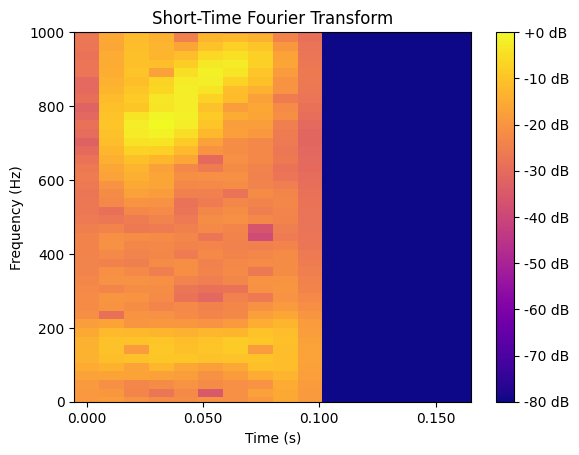 Short-Time Fourier Transform
1000
800
600
400
200
0
Frequency (Hz)
0.000
0.050
0.100
0.150
Time (s)
+0 dB
-10 dB
-20 dB
-30 dB
-40 dB
-50 dB
-60 dB
-70 dB
-80 dB